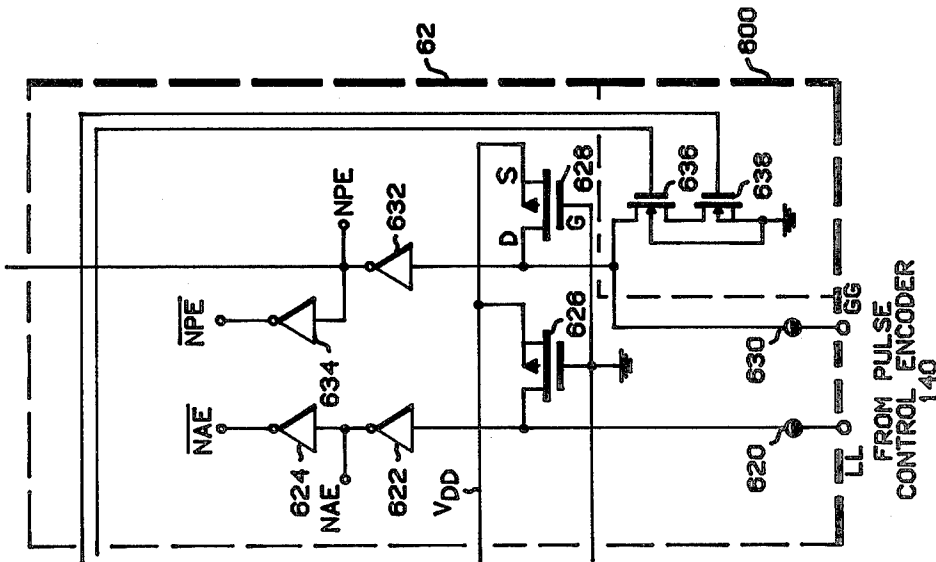 62
600
NPE
NPE
632
634
NAE
624
NAE
622
VDD
S
D
G
628
626
636
638
630
620
GG
LL
FROM PULSE
CONTROL ENCODER
140